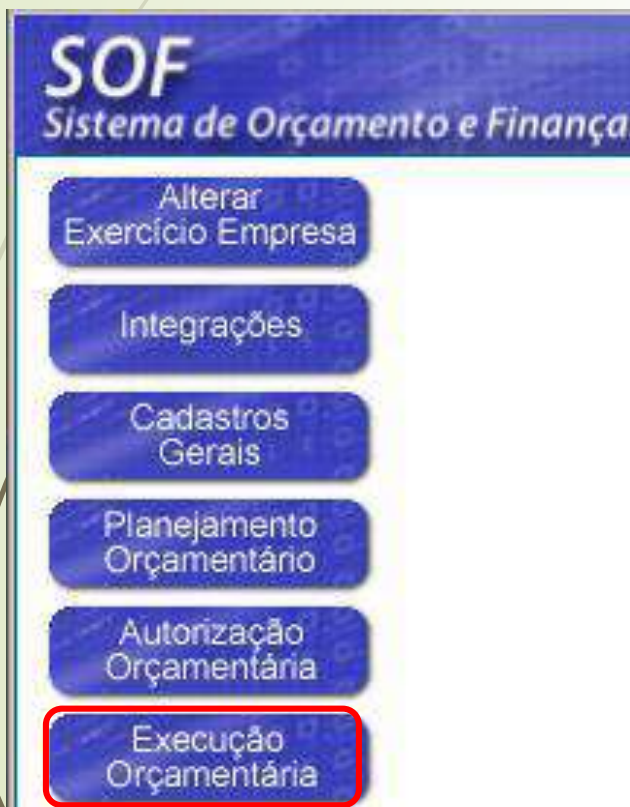 SOF
Sistema de Orçamento e Finança
Alterar
Exercício Empresa
Integrações
Cadastros
Gerais
Planejamento
Orçamentário
Autorização
Orçamentária
Execução
Orçamentária